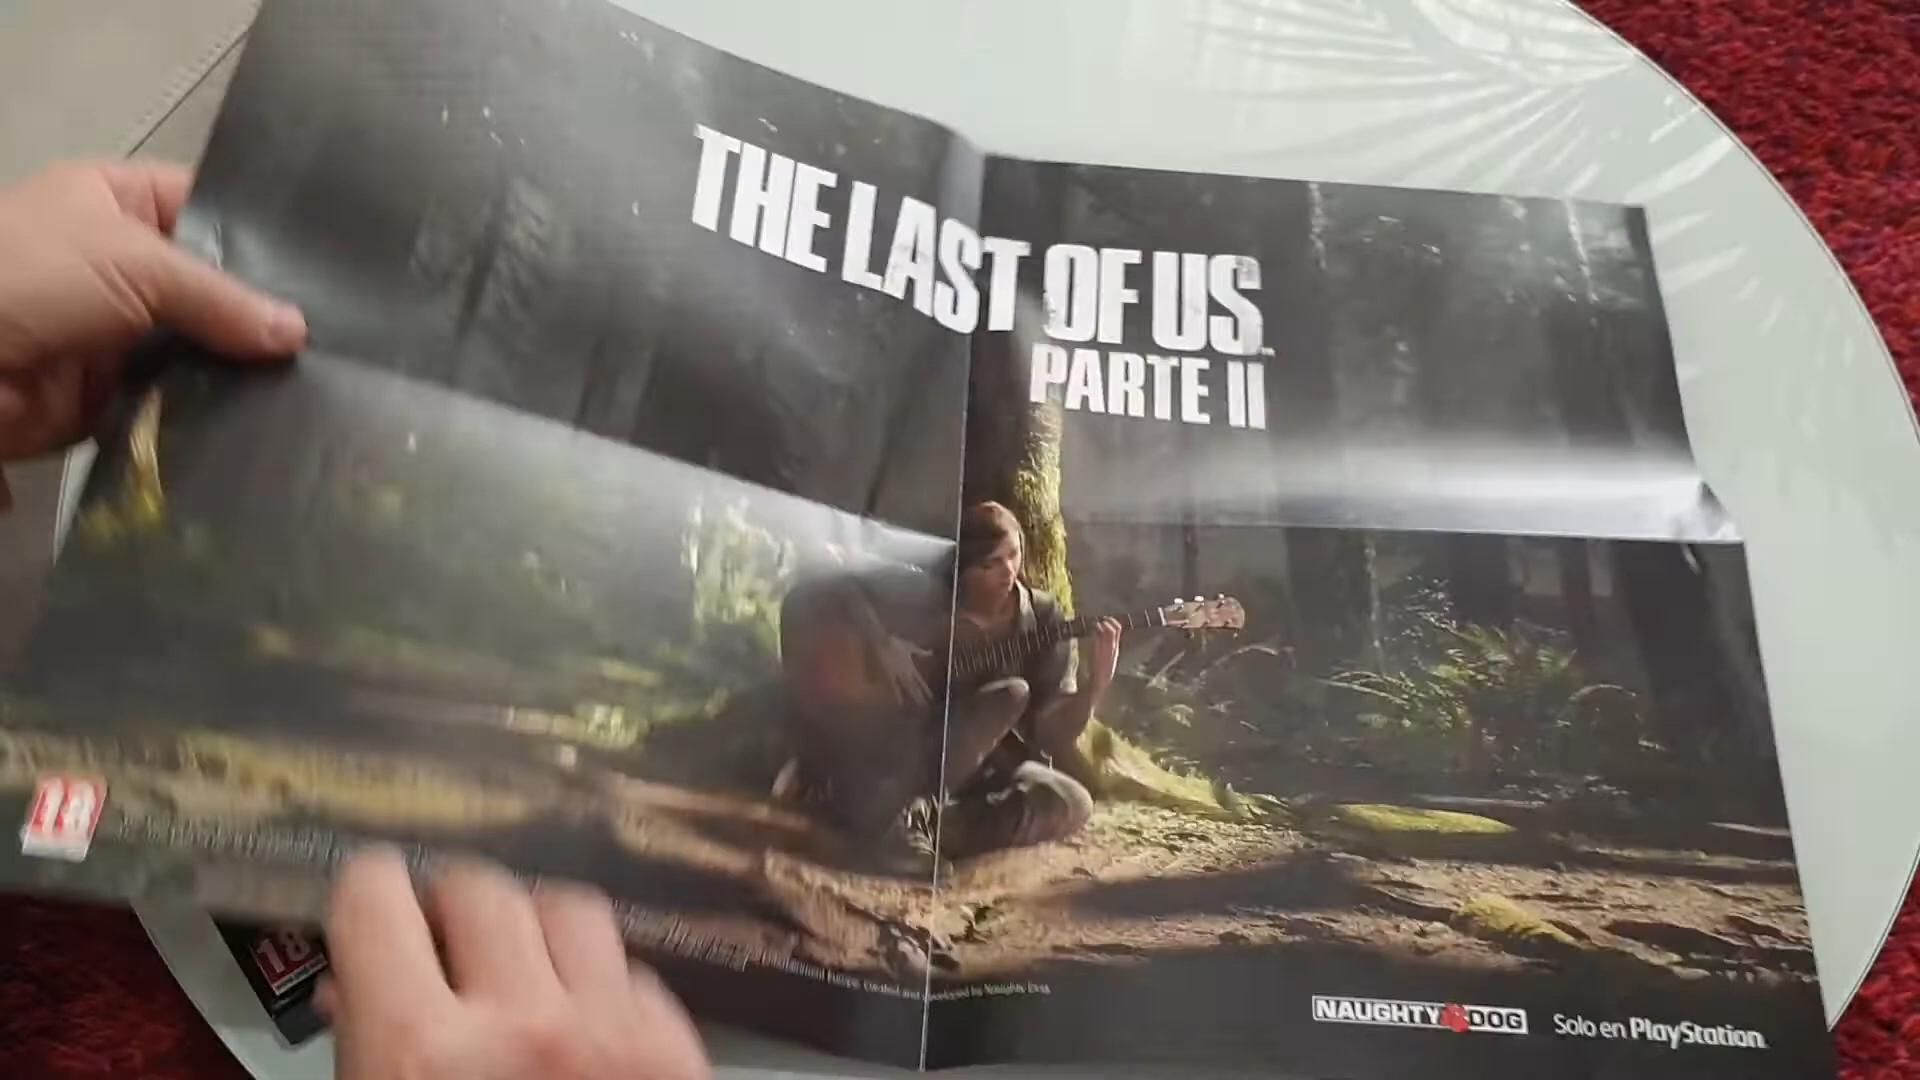 THE LAST OF US
PARTE II
18
18
Europe. Created and developed by Naughty Dog.
NAUGHTY DOG
Solo en PlayStation